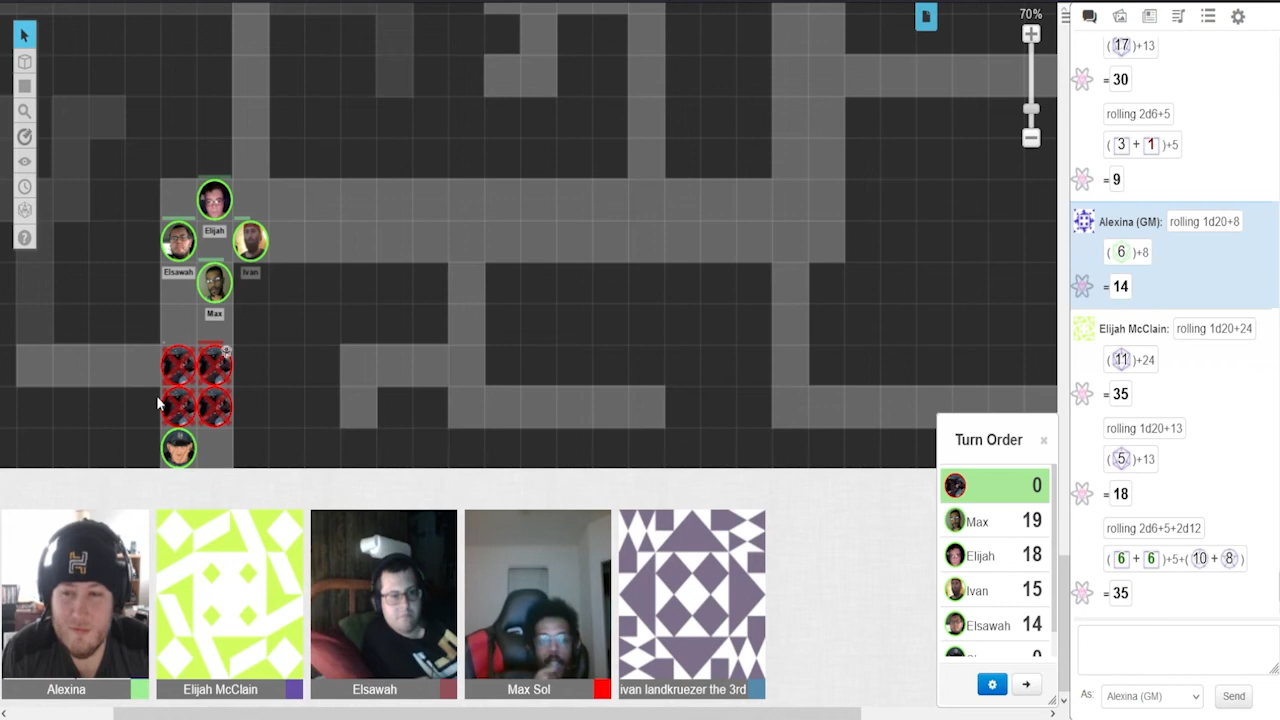 70%
(17)+13
= 30
rolling 2d6+5
( 3 + 1 )+5
= 9
Alexina (GM): rolling 1d20+8
( 6 )+8
= 14
Elijah McClain: rolling 1d20+24
(11)+24
= 35
rolling 1d20+13
( 5 )+13
= 18
rolling 2d6+5+2d12
( 6 + 6 )+5+( 10 + 8 )
= 35
As: Alexina (GM) Send
Elijah
Elsawah Ivan
Max
Turn Order ×
0
Max 19
Elijah 18
Ivan 15
Elsawah 14
Alexina
Elijah McClain
Elsawah
Max Sol
ivan landkruezer the 3rd